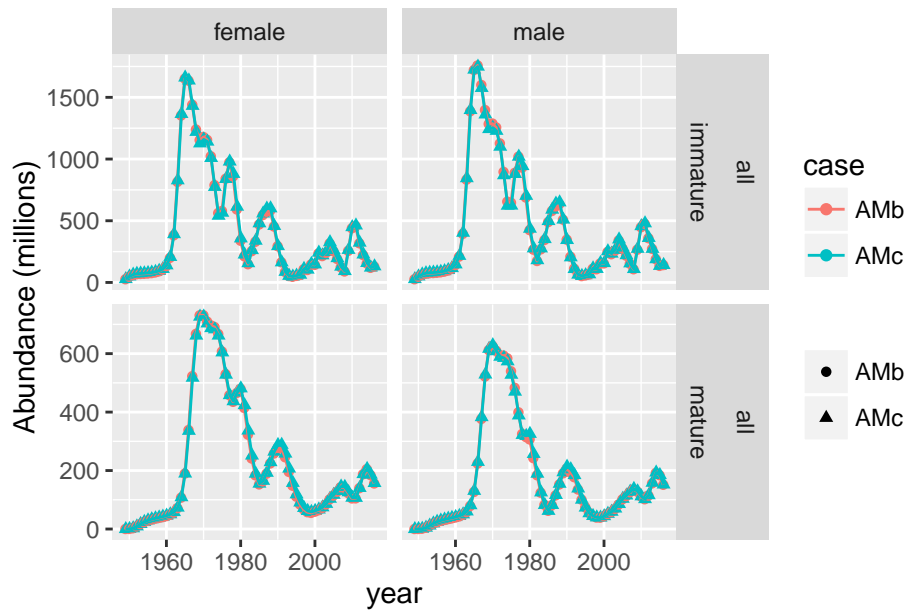 female
male
1500
1000
500
0
immature
all
600
400
200
0
mature
all
1960
1980
2000
1960
1980
2000
year
Abundance (millions)
case
AMb
AMc
AMb
AMc